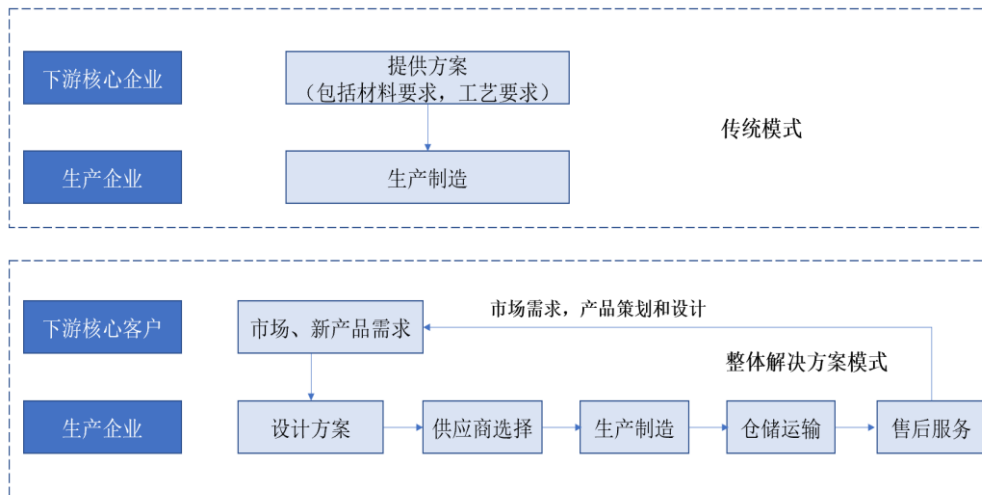 下游核心企业
提供方案
（包括材料要求，工艺要求）
传统模式
生产企业
生产制造
下游核心客户
市场、新产品需求
市场需求，产品策划和设计
整体解决方案模式
生产企业
设计方案
供应商选择
生产制造
仓储运输
售后服务